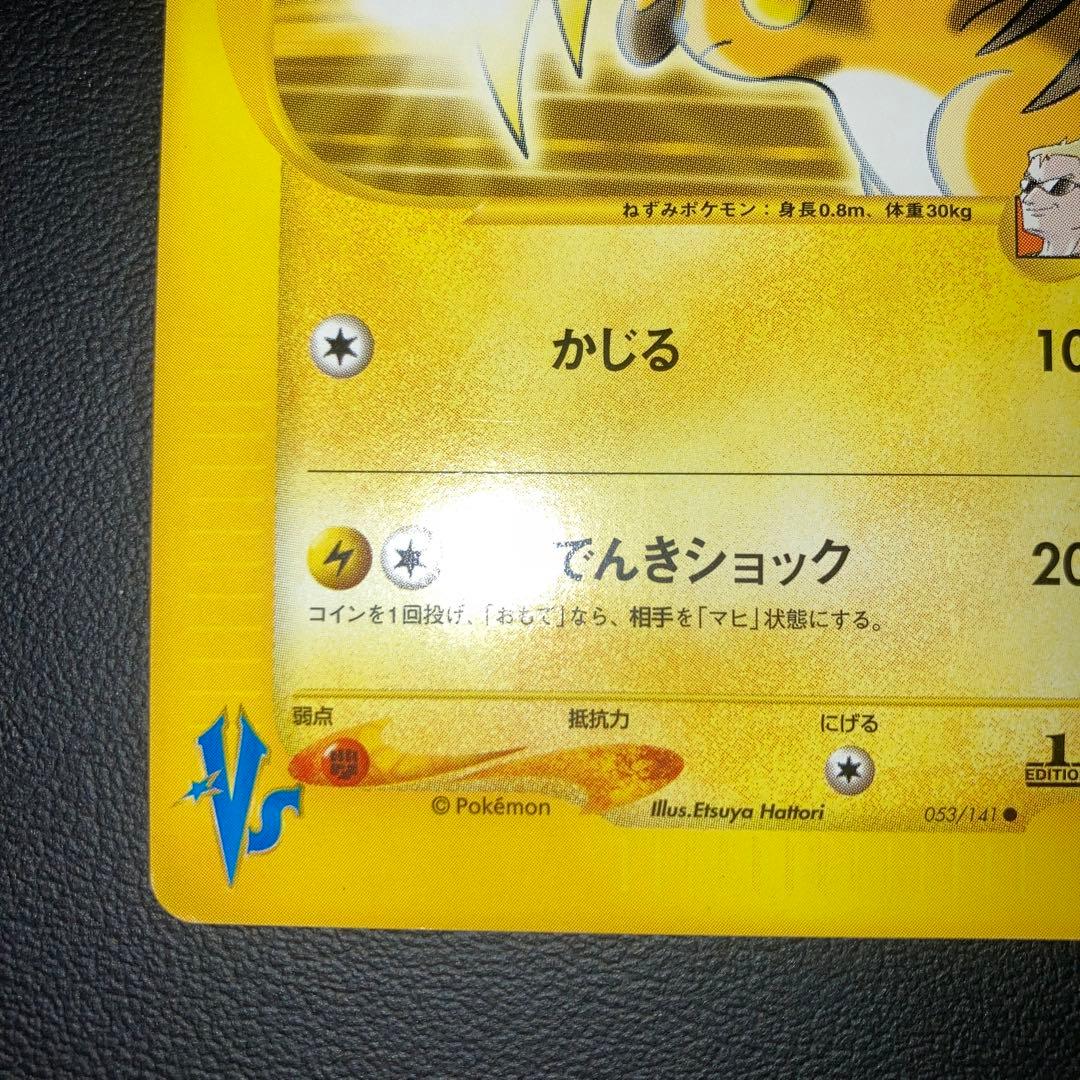 ねずみポケモン：身長0.8m、体重30kg
かじる 10
でんきショック 20
コインを1回投げ、「おもて」なら、相手を「マヒ」状態にする。
弱点 抵抗力 にげる
1
EDITION
VS
© Pokémon Illus.Etsuya Hattori 053/141●